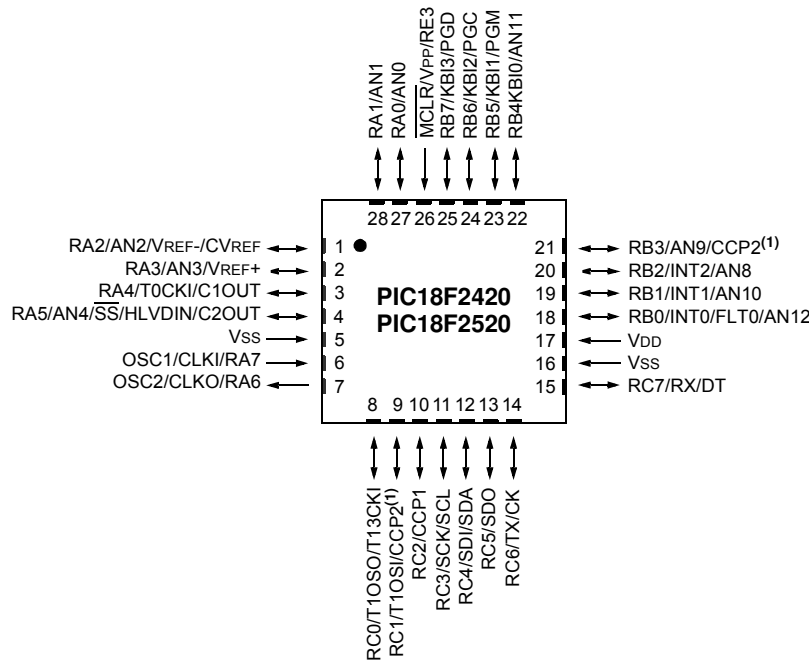 RA1/AN1
RA0/AN0
MCLR/VPP/RE3
RB7/KBI3/PGD
RB6/KBI2/PGC
RB5/KBI1/PGM
RB4KBI0/AN11
28 27 26 25 24 23 22
RA2/AN2/VREF-/CVREF 1
RA3/AN3/VREF+ 2
RA4/T0CKI/C1OUT 3
RA5/AN4/SS/HLVDIN/C2OUT 4
VSS 5
OSC1/CLKI/RA7 6
OSC2/CLKO/RA6 7
PIC18F2420
PIC18F2520
21 RB3/AN9/CCP2(1)
20 RB2/INT2/AN8
19 RB1/INT1/AN10
18 RB0/INT0/FLT0/AN12
17 VDD
16 VSS
15 RC7/RX/DT
8 9 10 11 12 13 14
RC0/T1OSO/T13CKI
RC1/T1OSI/CCP2(1)
RC2/CCP1
RC3/SCK/SCL
RC4/SDI/SDA
RC5/SDO
RC6/TX/CK